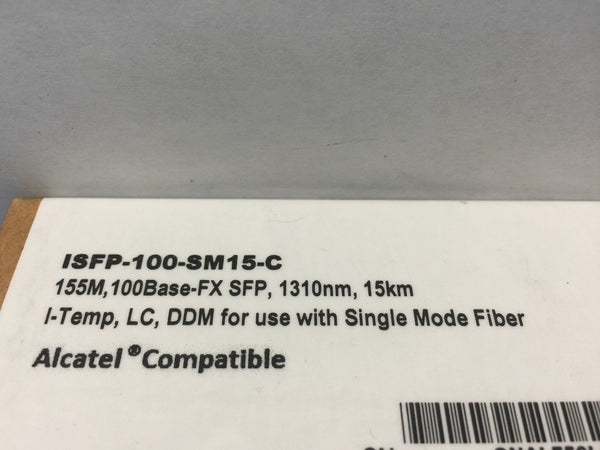 ISFP-100-SM15-C
155M,100Base-FX SFP, 1310nm, 15km
I-Temp, LC, DDM for use with Single Mode Fiber
Alcatel ®Compatible